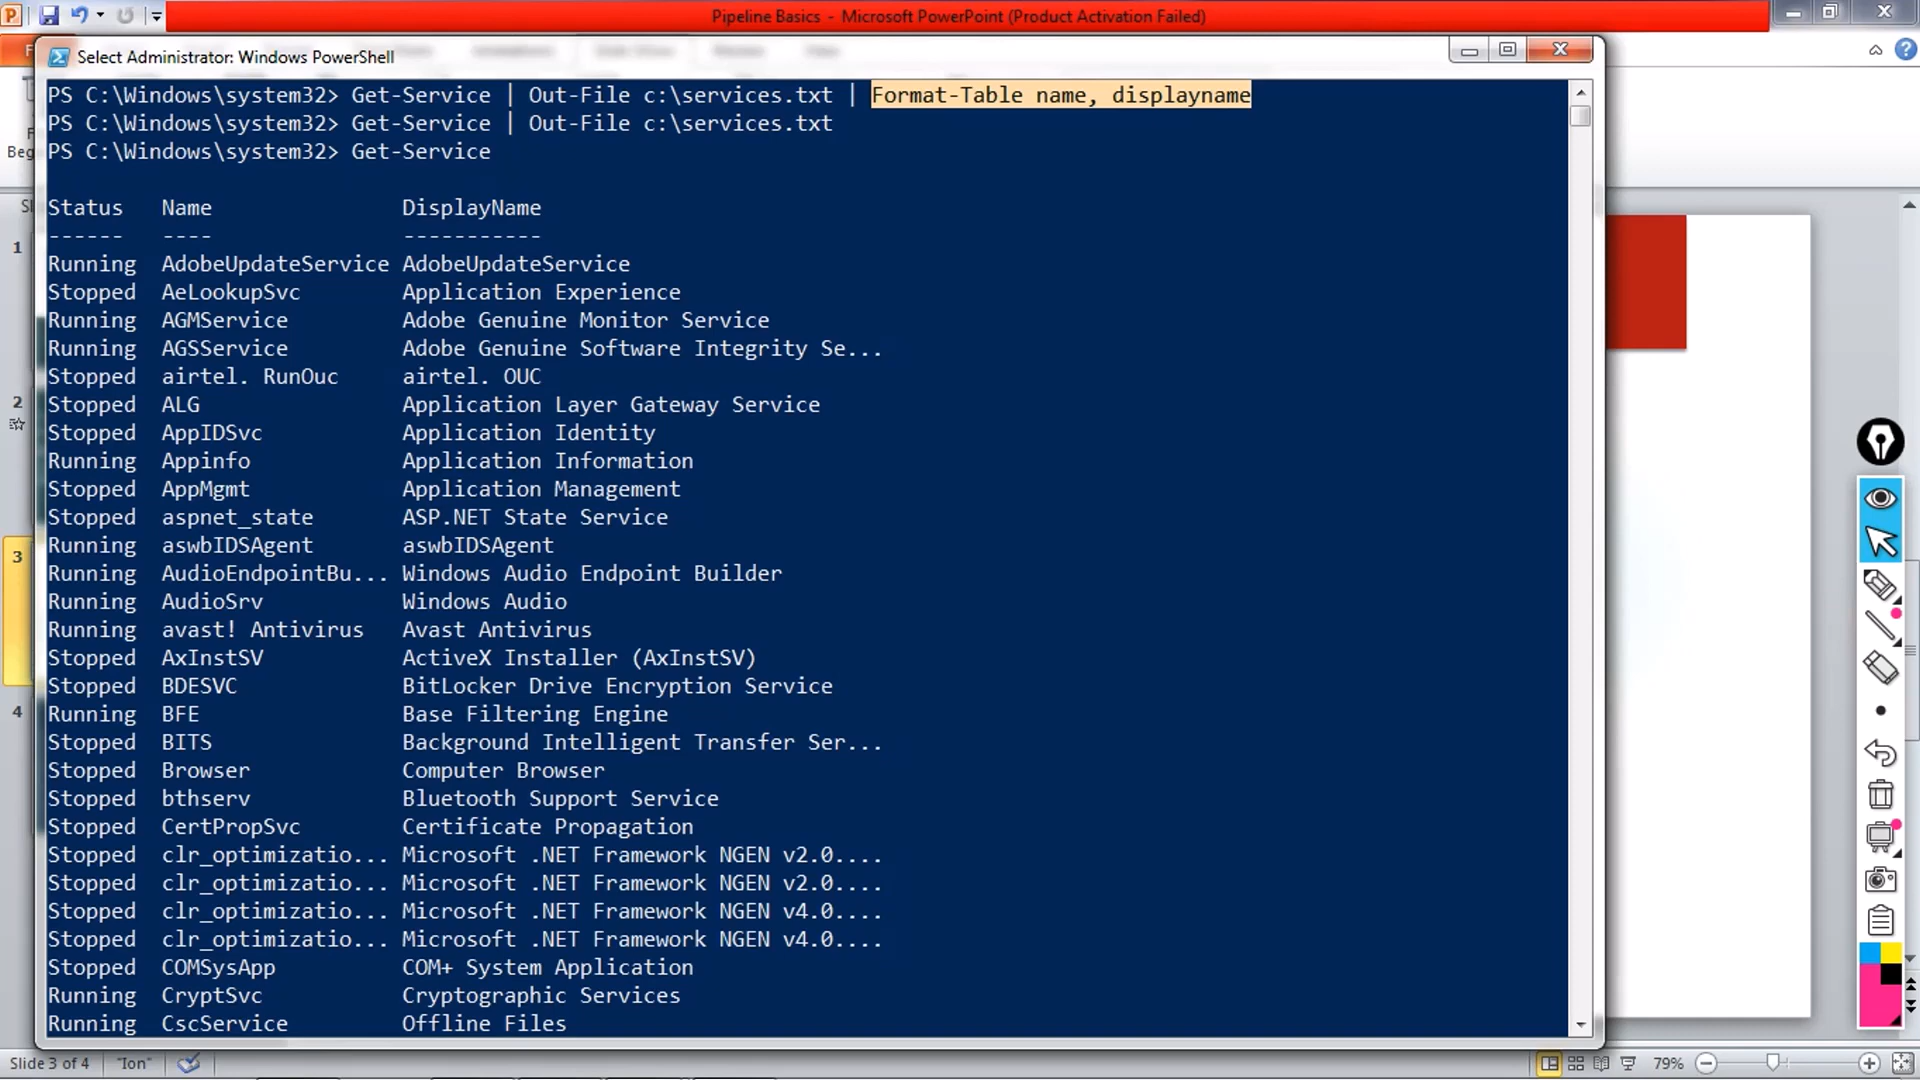 Pipeline Basics - Microsoft PowerPoint (Product Activation Failed)
Select Administrator: Windows PowerShell
PS C:\Windows\system32> Get-Service | Out-File c:\services.txt | Format-Table name, displayname
PS C:\Windows\system32> Get-Service | Out-File c:\services.txt
PS C:\Windows\system32> Get-Service
Status Name DisplayName
------ ---- -----------
Running AdobeUpdateService AdobeUpdateService
Stopped AeLookupSvc Application Experience
Running AGMService Adobe Genuine Monitor Service
Running AGSService Adobe Genuine Software Integrity Se...
Stopped airtel. RunOuc airtel. OUC
Stopped ALG Application Layer Gateway Service
Stopped AppIDSvc Application Identity
Running Appinfo Application Information
Stopped AppMgmt Application Management
Stopped aspnet_state ASP.NET State Service
Running aswbIDSAgent aswbIDSAgent
Running AudioEndpointBu... Windows Audio Endpoint Builder
Running AudioSrv Windows Audio
Running avast! Antivirus Avast Antivirus
Stopped AxInstSV ActiveX Installer (AxInstSV)
Stopped BDESVC BitLocker Drive Encryption Service
Running BFE Base Filtering Engine
Stopped BITS Background Intelligent Transfer Ser...
Stopped Browser Computer Browser
Stopped bthserv Bluetooth Support Service
Stopped CertPropSvc Certificate Propagation
Stopped clr_optimizatio... Microsoft .NET Framework NGEN v2.0....
Stopped clr_optimizatio... Microsoft .NET Framework NGEN v2.0....
Stopped clr_optimizatio... Microsoft .NET Framework NGEN v4.0....
Stopped clr_optimizatio... Microsoft .NET Framework NGEN v4.0....
Stopped COMSysApp COM+ System Application
Running CryptSvc Cryptographic Services
Running CscService Offline Files
1
2
3
4
Slide 3 of 4 "Ion" 79%